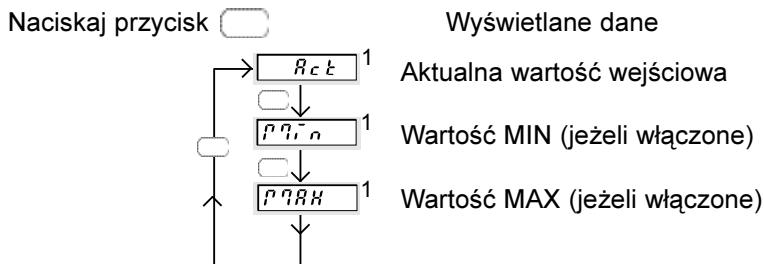 Naciskaj przycisk Wyświetlane dane
Act 1 Aktualna wartość wejściowa
Min 1 Wartość MIN (jeżeli włączone)
MAX 1 Wartość MAX (jeżeli włączone)